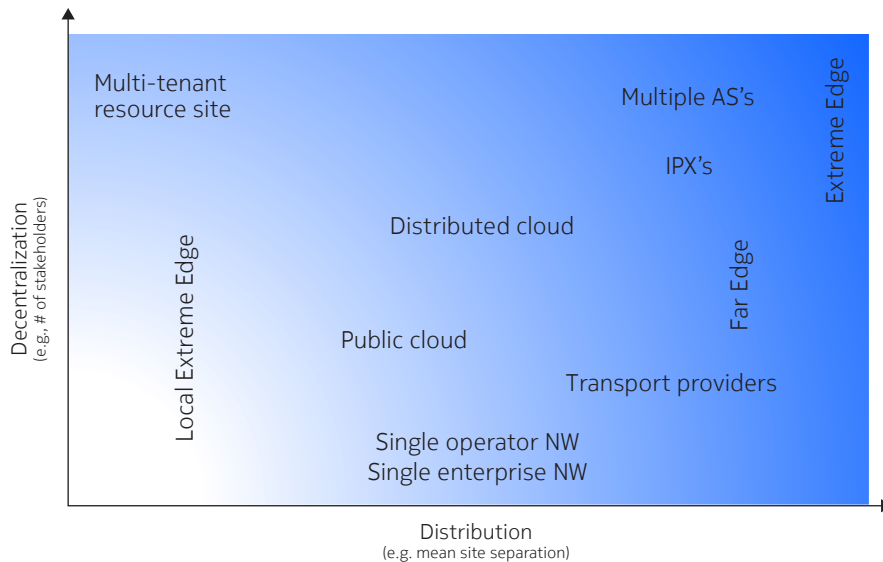 Multi-tenant
resource site
Multiple AS's
Extreme Edge
IPX's
Distributed cloud
Local Extreme Edge
Far Edge
Public cloud
Transport providers
Single operator NW
Single enterprise NW
Decentralization
(e.g., # of stakeholders)
Distribution
(e.g. mean site separation)